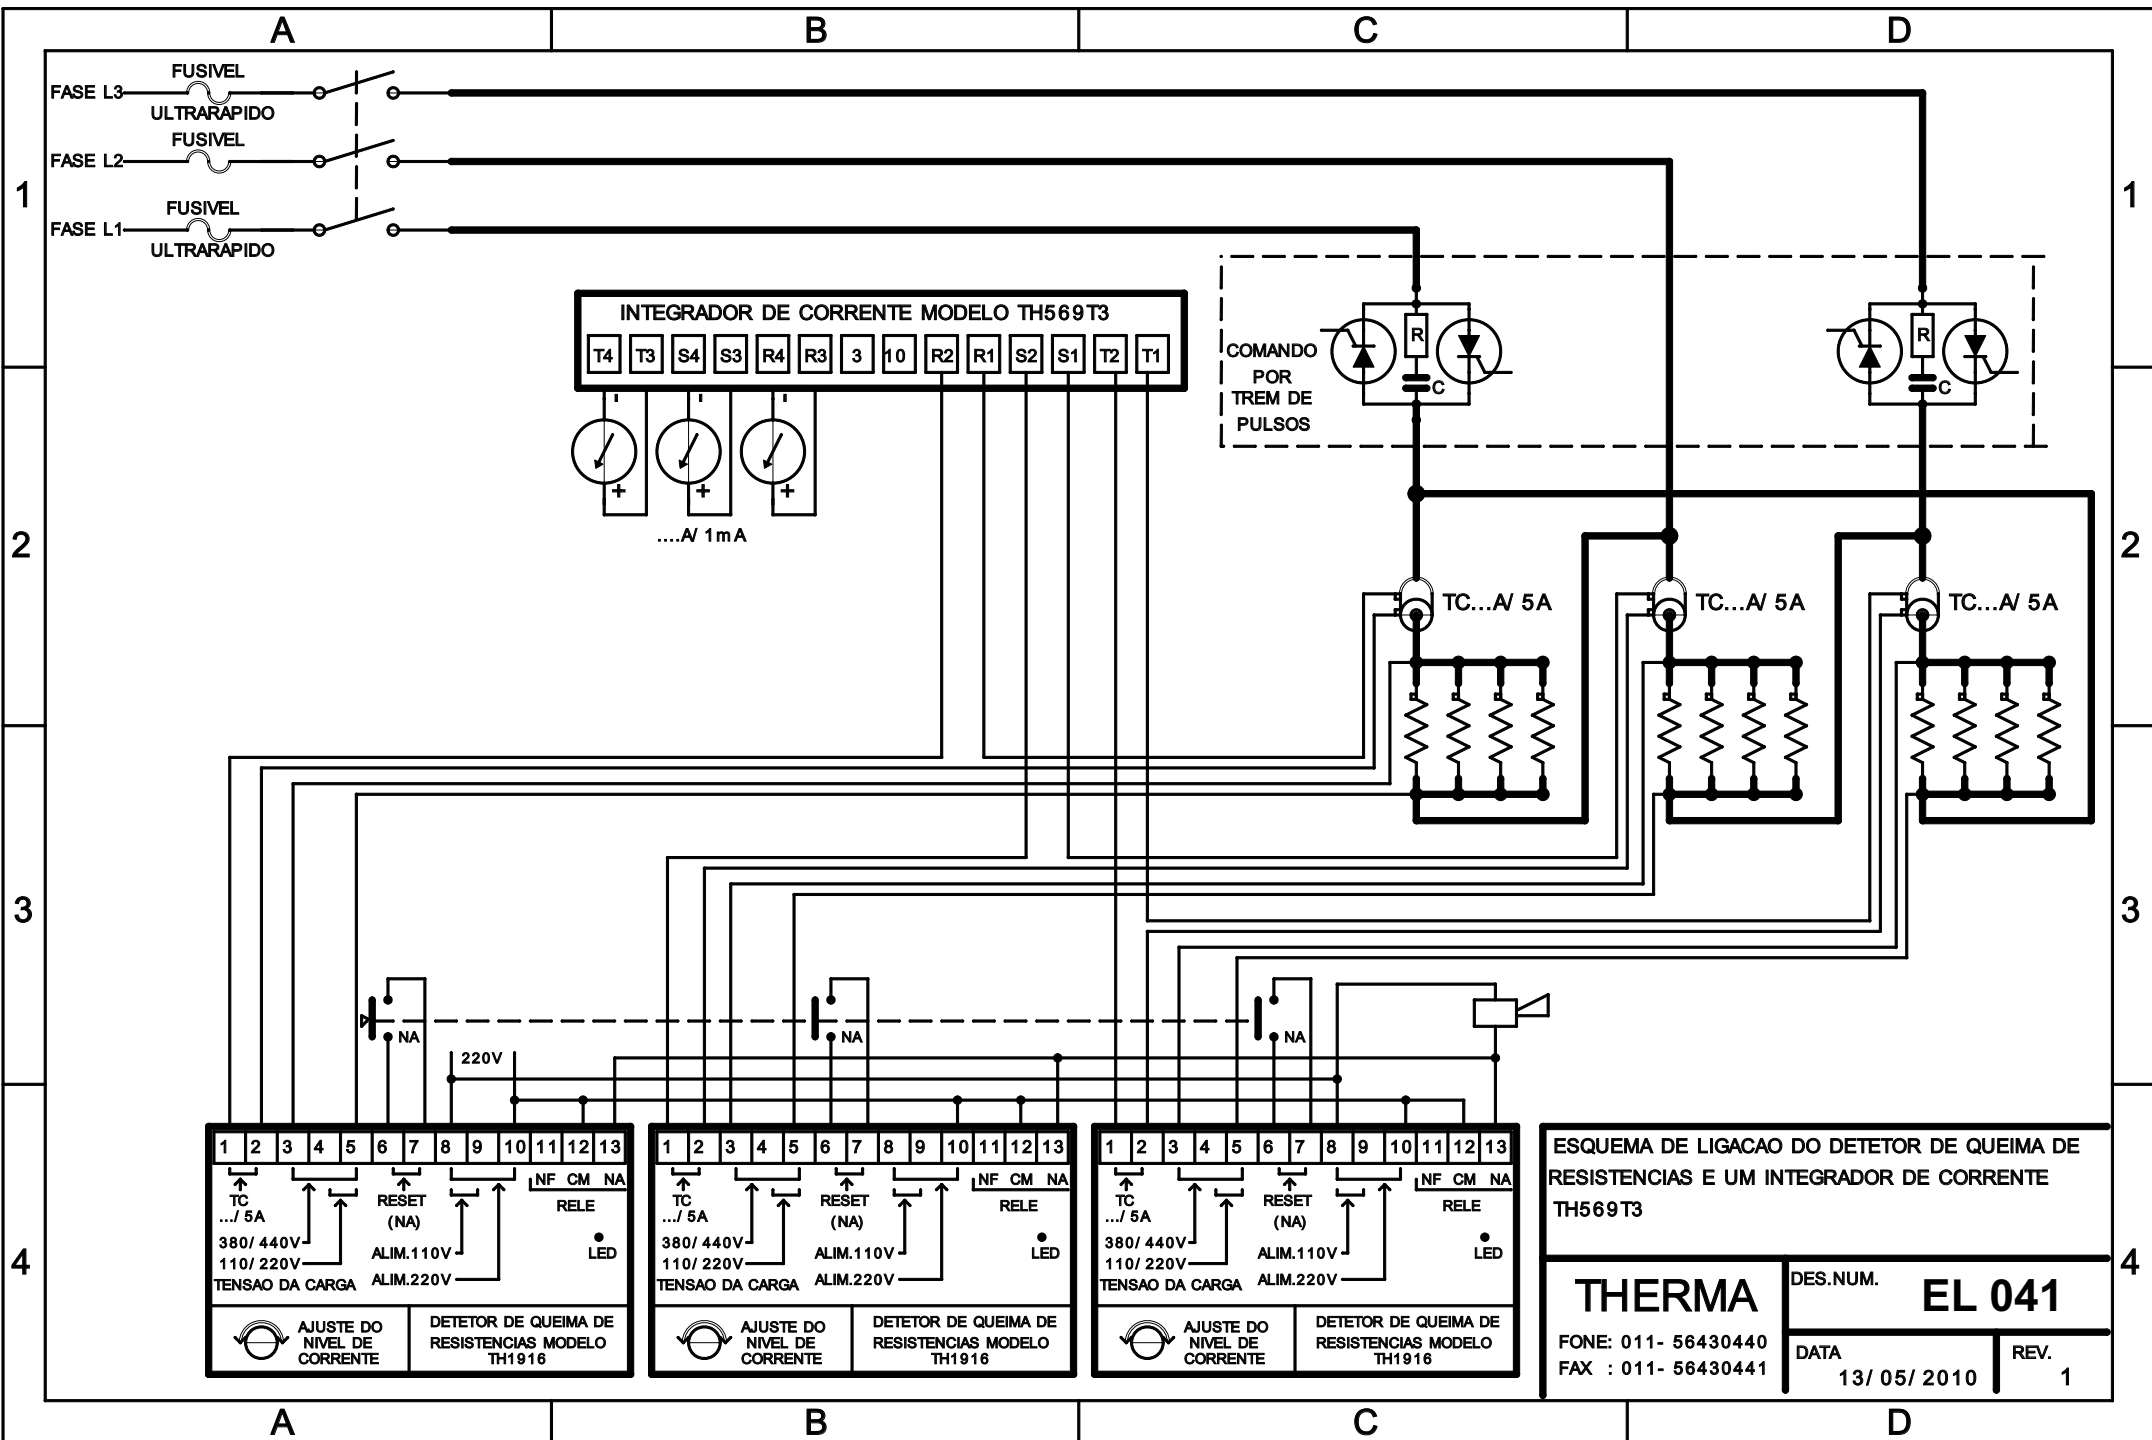 A B C D
FUSIVEL
FASE L3
ULTRARAPIDO
FUSIVEL
FASE L2
1 1
FUSIVEL
FASE L1
ULTRARAPIDO
INTEGRADOR DE CORRENTE MODELO TH569T3
T4 T3 S4 S3 R4 R3 3 10 R2 R1 S2 S1 T2 T1
- - -
+ + +
....A/ 1mA
COMANDO
POR
TREM DE
PULSOS
R
C
R
C
2 2
TC...A/ 5A
TC...A/ 5A
TC...A/ 5A
3 3
NA
NA
NA
220V
1 2 3 4 5 6 7 8 9 10 11 12 13
NF CM NA
TC
.../ 5A
RESET
(NA)
RELE
380/ 440V
110/ 220V
TENSAO DA CARGA
ALIM.110V
ALIM.220V
LED
AJUSTE DO
NIVEL DE
CORRENTE
DETETOR DE QUEIMA DE
RESISTENCIAS MODELO
TH1916
1 2 3 4 5 6 7 8 9 10 11 12 13
NF CM NA
TC
.../ 5A
RESET
(NA)
RELE
380/ 440V
110/ 220V
TENSAO DA CARGA
ALIM.110V
ALIM.220V
LED
AJUSTE DO
NIVEL DE
CORRENTE
DETETOR DE QUEIMA DE
RESISTENCIAS MODELO
TH1916
1 2 3 4 5 6 7 8 9 10 11 12 13
NF CM NA
TC
.../ 5A
RESET
(NA)
RELE
380/ 440V
110/ 220V
TENSAO DA CARGA
ALIM.110V
ALIM.220V
LED
AJUSTE DO
NIVEL DE
CORRENTE
DETETOR DE QUEIMA DE
RESISTENCIAS MODELO
TH1916
4 4
ESQUEMA DE LIGACAO DO DETETOR DE QUEIMA DE
RESISTENCIAS E UM INTEGRADOR DE CORRENTE
TH569T3
THERMA
FONE: 011- 56430440
FAX : 011- 56430441
DES.NUM.
EL 041
DATA
13/ 05/ 2010
REV.
1
A B C D